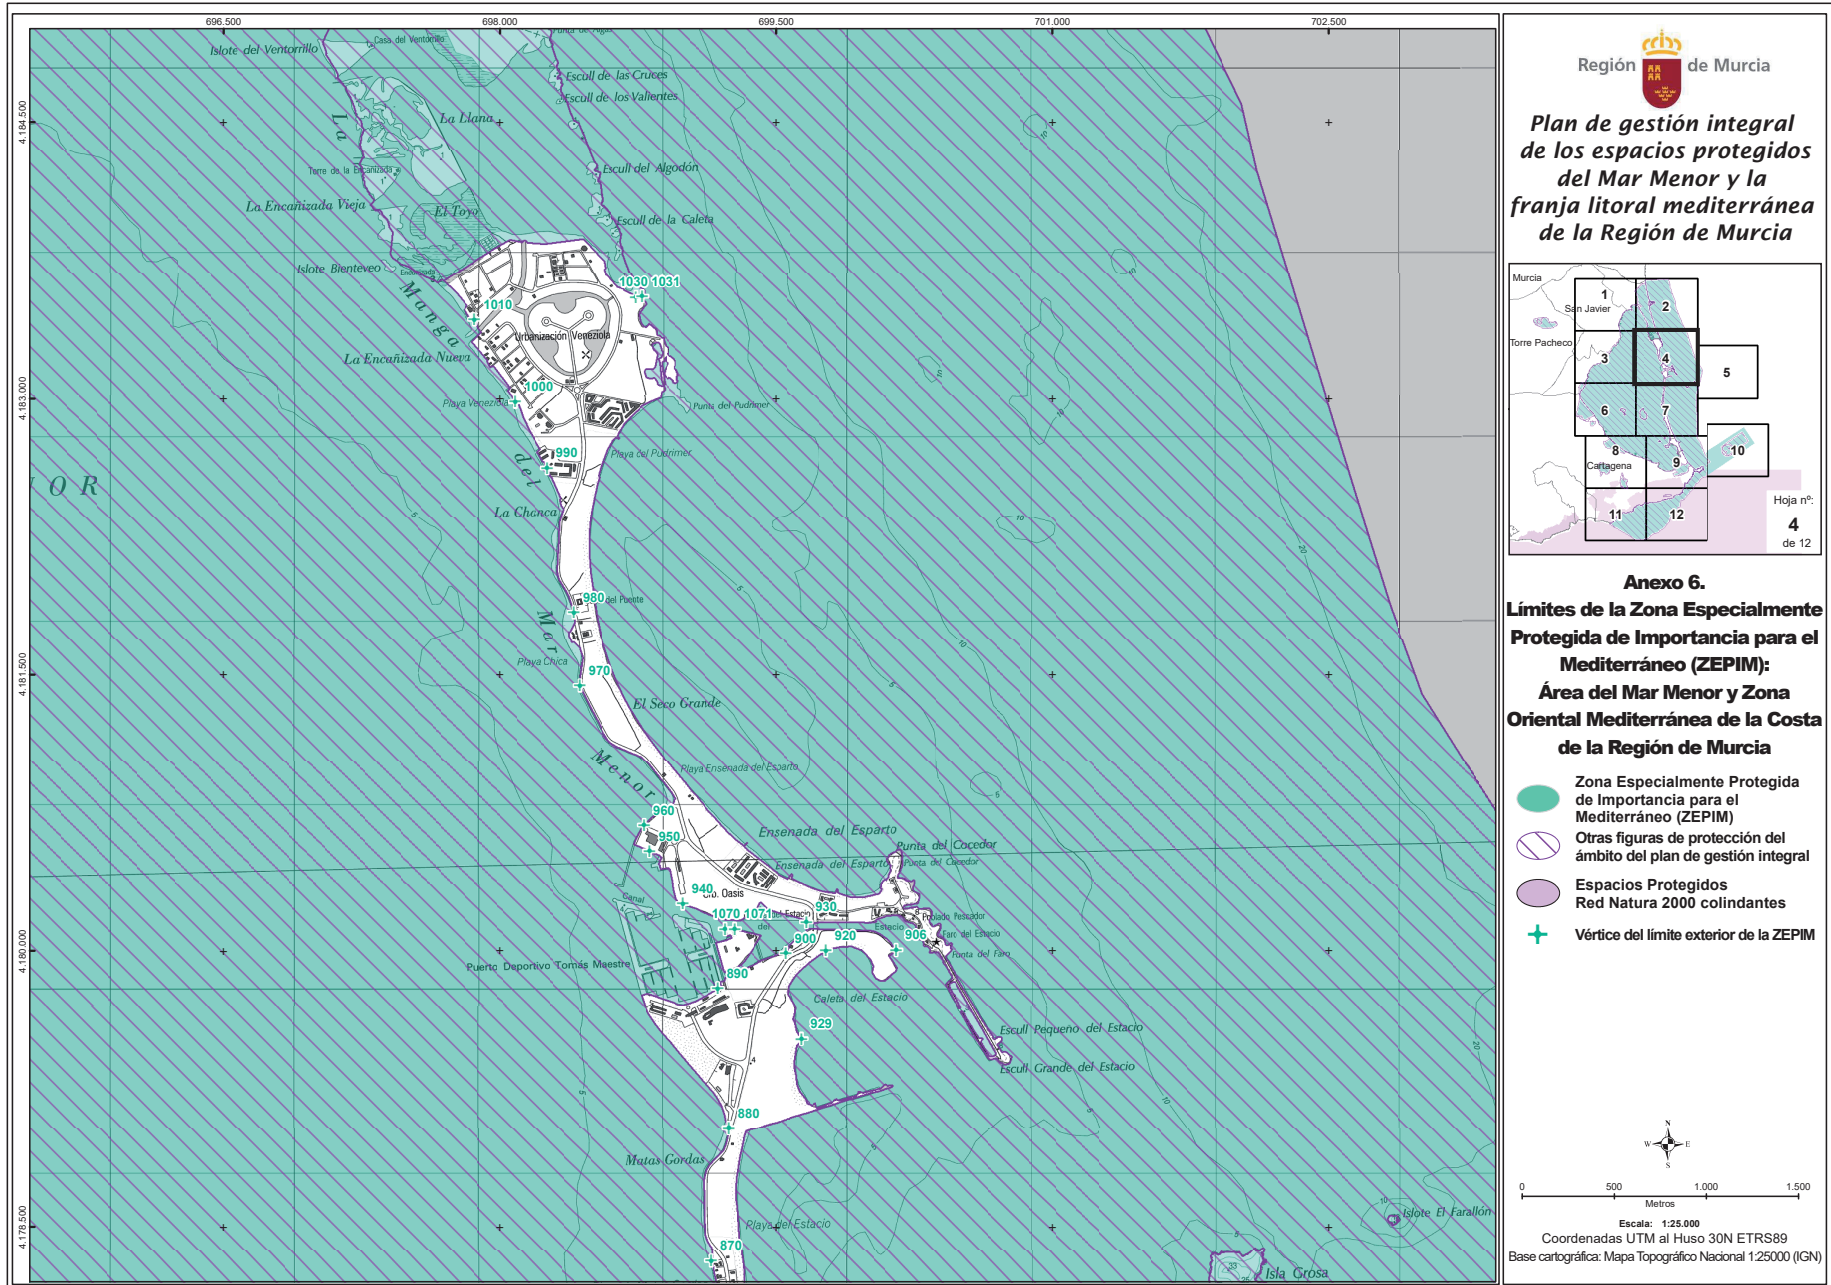 696.500
698.000
699.500
701.000
702.500
4.184.500
4.183.000
4.181.500
4.180.000
4.178.500
Islote del Ventorrillo
Casa del Ventorrillo
Punta de Algas
Escull de las Cruces
Escull de los Valientes
La Llana
La
Torre de la Encañizada
Escull del Algodón
La Encañizada Vieja
El Toyo
Escull de la Caleta
Islote Bienteveo
Encañizada
1030 1031
Manga
1010
Urbanización Veneziola
La Encañizada Nueva
1000
Playa Veneziola
Punta del Pudrimer
990
Playa del Pudrimer
del
O R
La Chanca
980
del Puente
Mar
Playa Chica
970
El Seco Grande
Menor
Playa Ensenada del Esparto
960
950
Ensenada del Esparto
Punta del Cocedor
Ensenada del Esparto
Punta del Cocedor
940
Urb. Oasis
Canal
1070 1071
del Estacio
930
Poblado Pescador
del
900
920
Estacio
906
Faro del Estacio
Punta del Faro
Puerto Deportivo Tomás Maestre
890
Caleta del Estacio
929
Escull Pequeno del Estacio
Escull Grande del Estacio
880
Matas Gordas
Playa del Estacio
870
Islote El Farallón
Isla Grosa
Región de Murcia
Plan de gestión integral
de los espacios protegidos
del Mar Menor y la
franja litoral mediterránea
de la Región de Murcia
Murcia
San Javier
Torre Pacheco
Cartagena
1
2
3
4
5
6
7
8
9
10
11
12
Hoja nº:
4
de 12
Anexo 6.
Límites de la Zona Especialmente
Protegida de Importancia para el
Mediterráneo (ZEPIM):
Área del Mar Menor y Zona
Oriental Mediterránea de la Costa
de la Región de Murcia
Zona Especialmente Protegida
de Importancia para el
Mediterráneo (ZEPIM)
Otras figuras de protección del
ámbito del plan de gestión integral
Espacios Protegidos
Red Natura 2000 colindantes
Vértice del límite exterior de la ZEPIM
N
W E
S
0 500 1.000 1.500
Metros
Escala: 1:25.000
Coordenadas UTM al Huso 30N ETRS89
Base cartográfica: Mapa Topográfico Nacional 1:25000 (IGN)